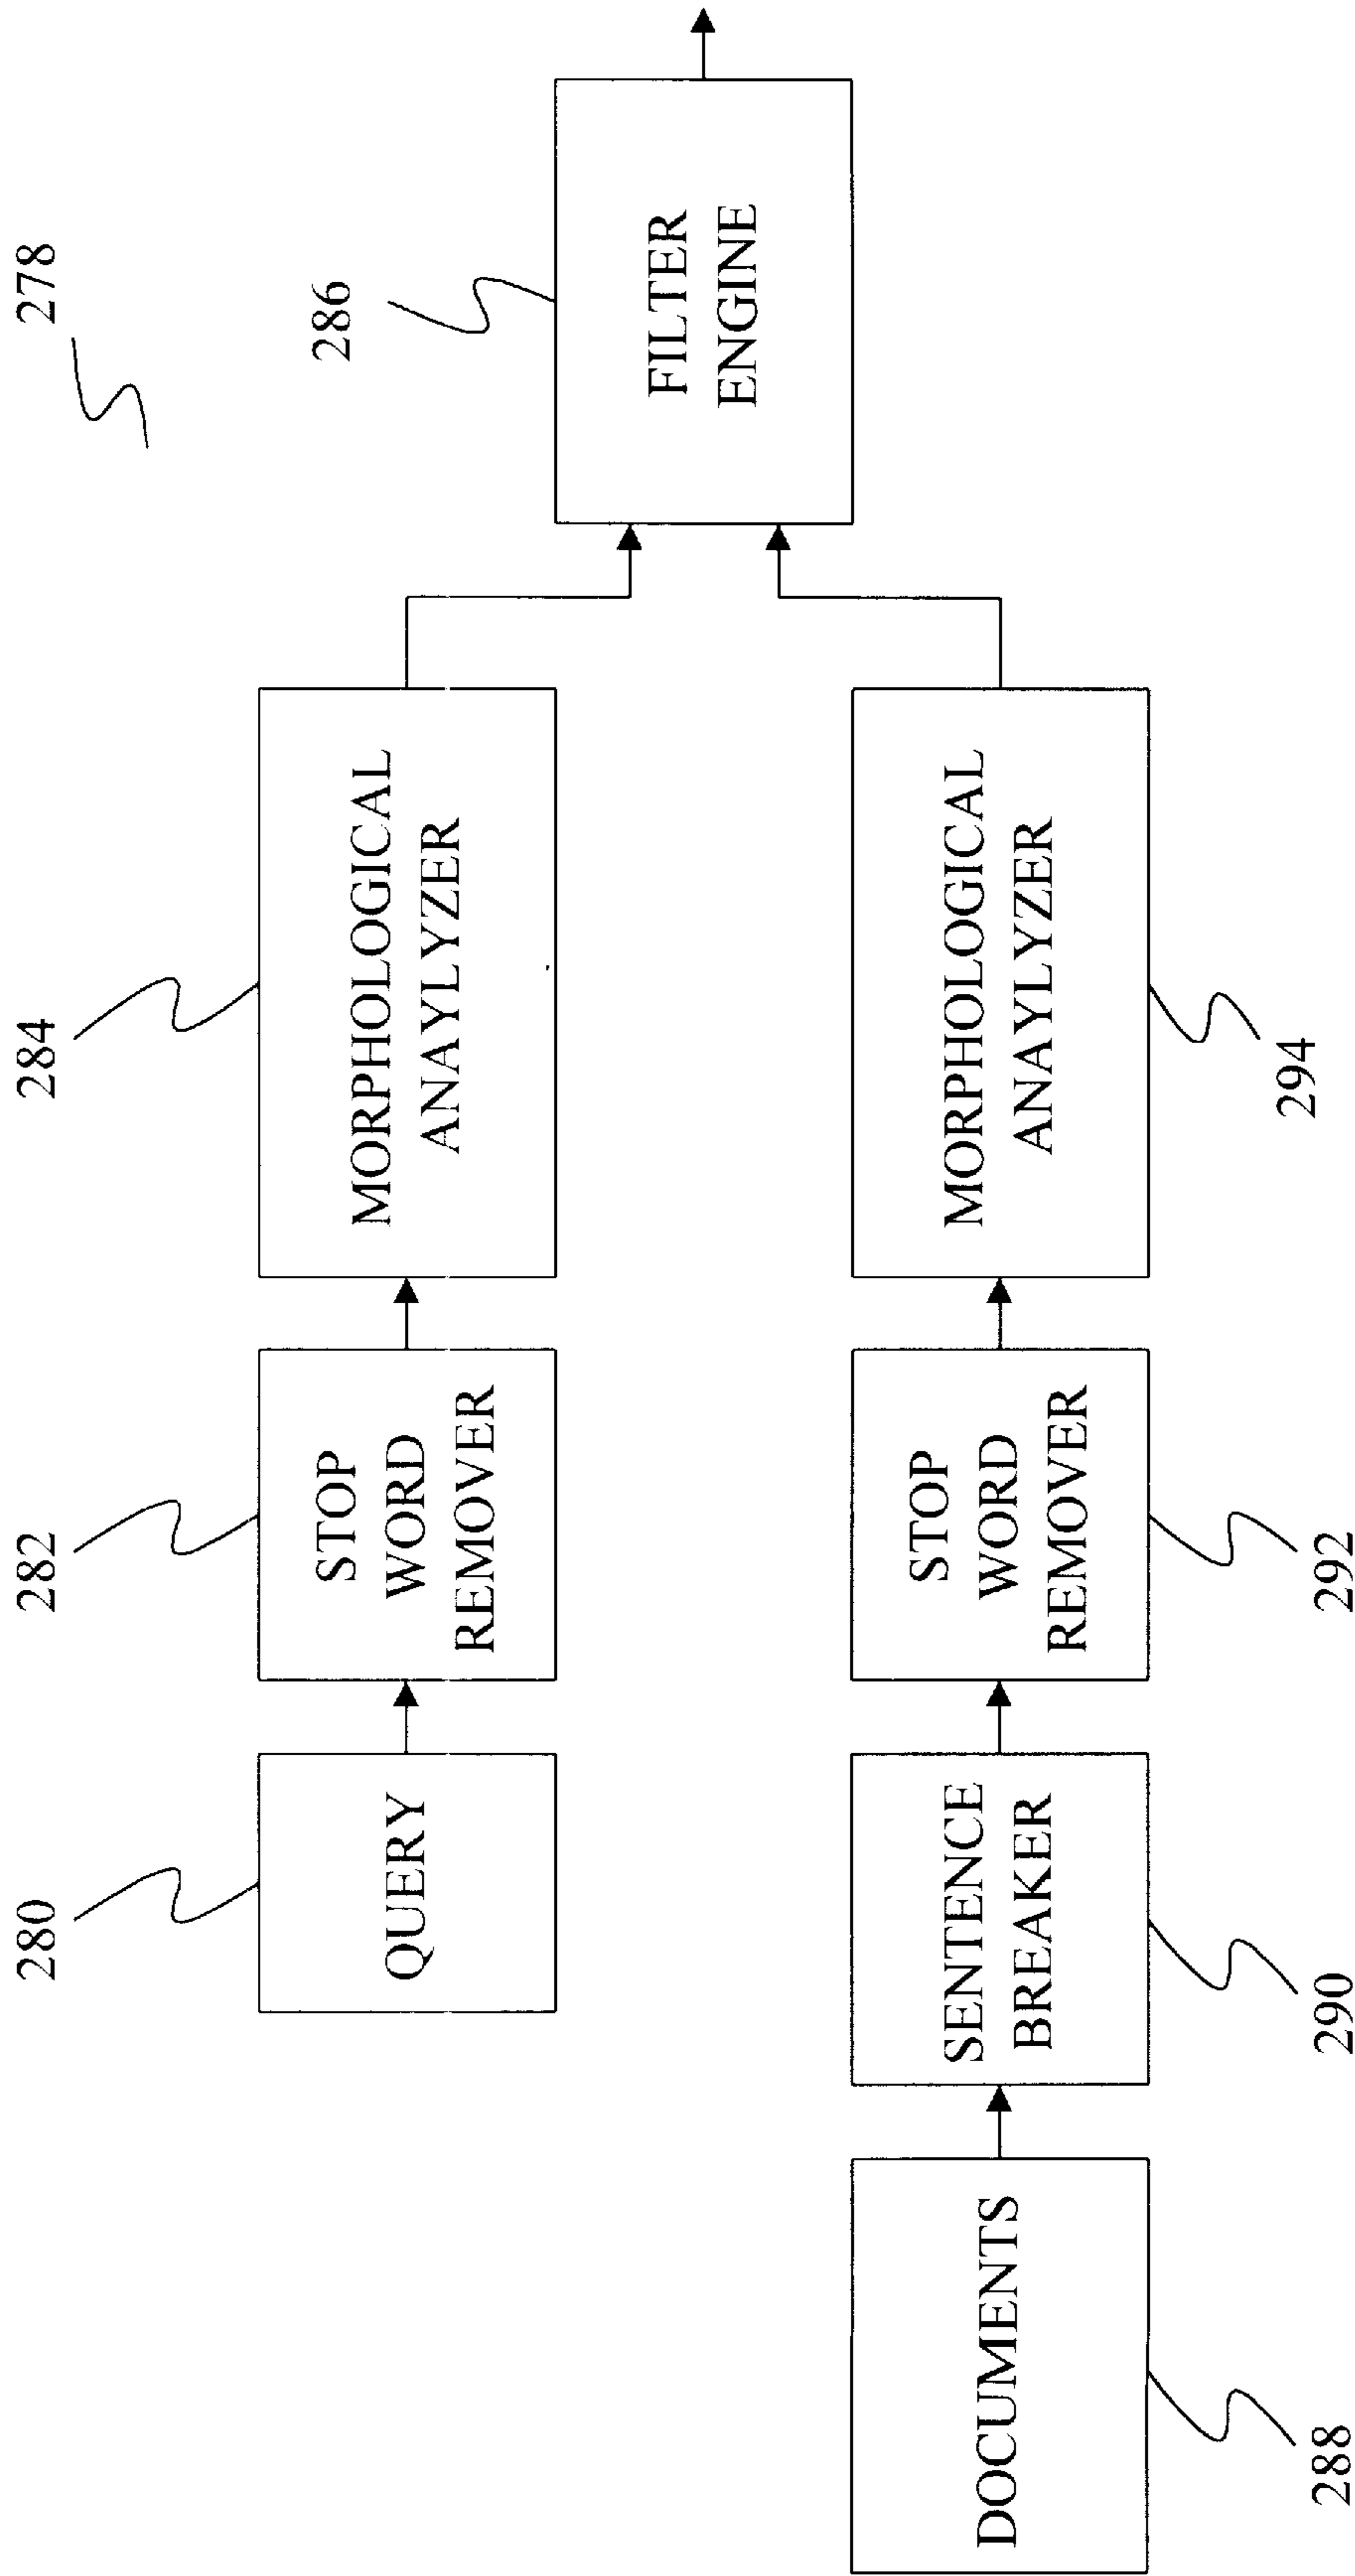 280
282
284
278
286
QUERY
STOP
WORD
REMOVER
MORPHOLOGICAL
ANAYLYZER
FILTER
ENGINE
DOCUMENTS
SENTENCE
BREAKER
STOP
WORD
REMOVER
MORPHOLOGICAL
ANAYLYZER
288
290
292
294